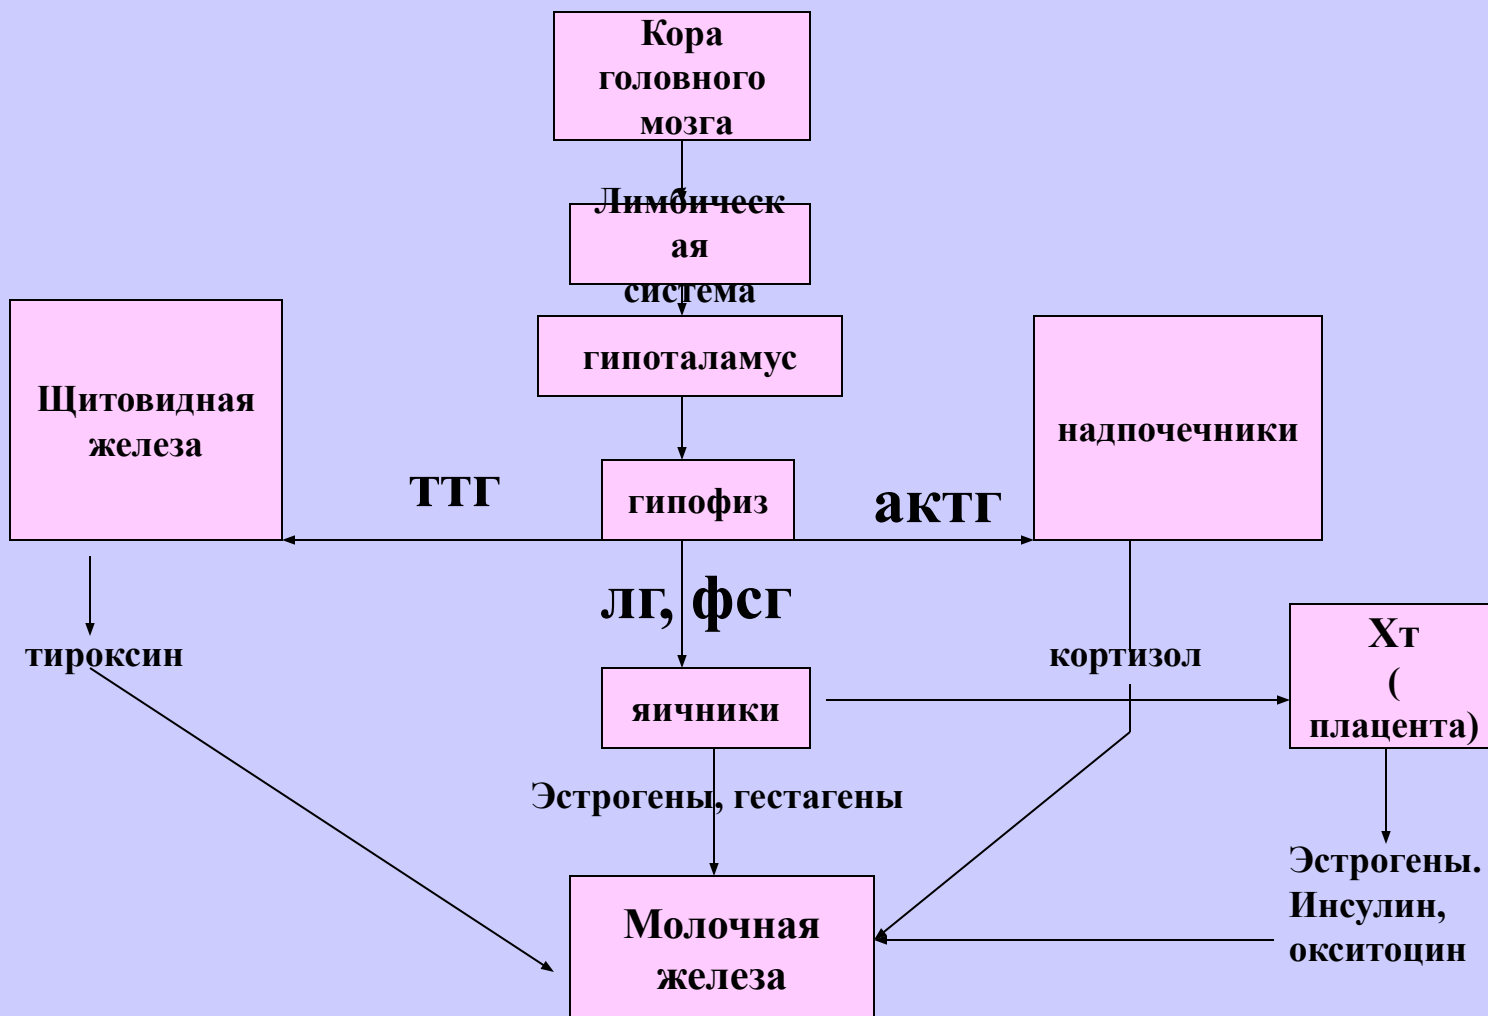 Кора
головного
мозга
Лимбическ
ая
система
гипоталамус
Щитовидная
железа
надпочечники
ттг
гипофиз
актг
лг, фсг
Хт
(
плацента)
тироксин
кортизол
яичники
Эстрогены, гестагены
Эстрогены.
Инсулин,
окситоцин
Молочная
железа